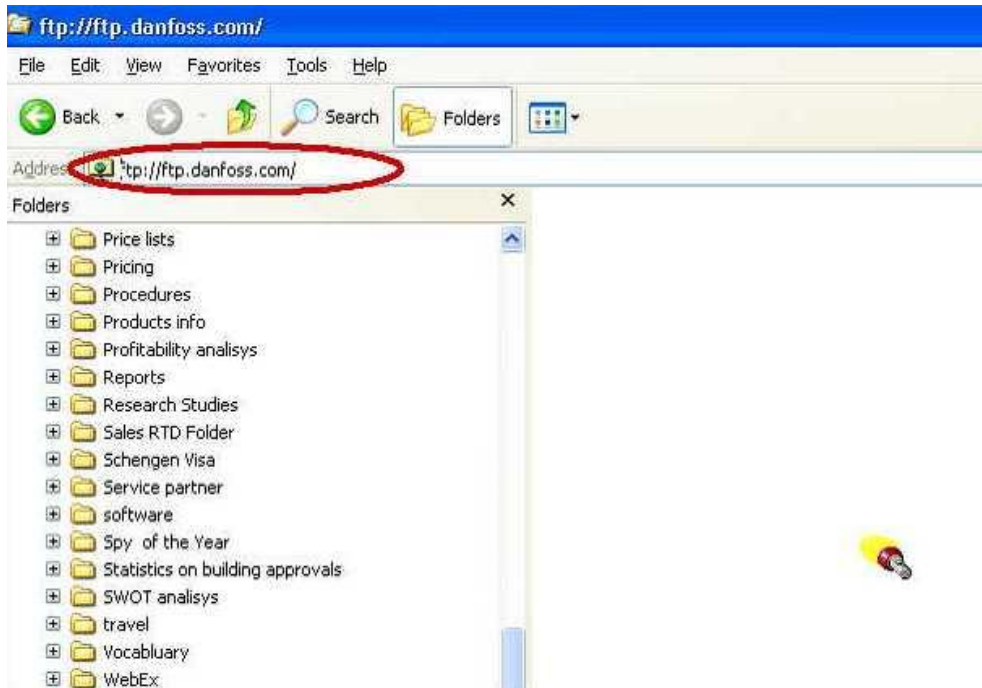 ftp://ftp.danfoss.com/
File Edit View Favorites Tools Help
Back Search Folders
Address tp://ftp.danfoss.com/
Folders
Price lists
Pricing
Procedures
Products info
Profitability analisys
Reports
Research Studies
Sales RTD Folder
Schengen Visa
Service partner
software
Spy of the Year
Statistics on building approvals
SWOT analisys
travel
Vocabluary
WebEx